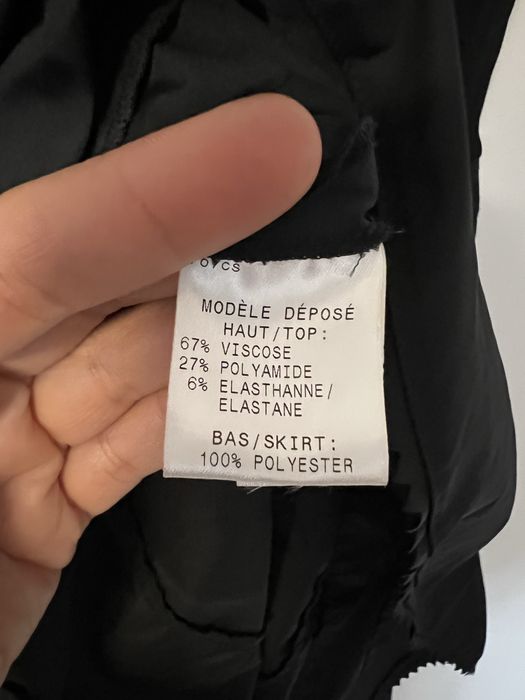 MODÈLE DÉPOSÉ
HAUT/TOP:
67% VISCOSE
27% POLYAMIDE
6% ELASTHANNE/
ELASTANE
BAS/SKIRT:
100% POLYESTER